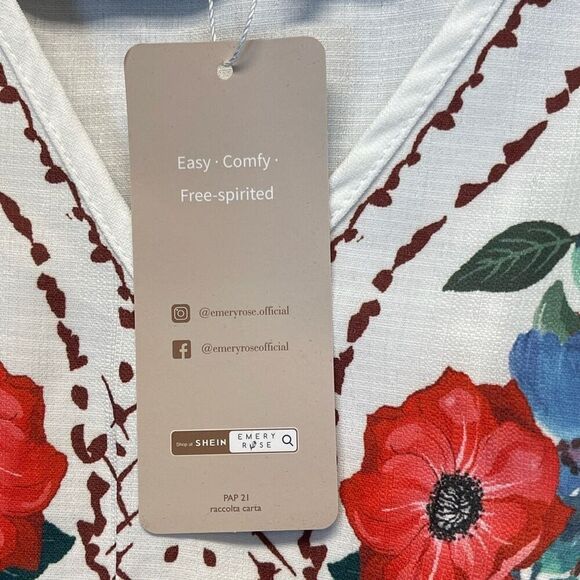 Easy · Comfy ·
Free-spirited
@emeryrose.official
@emeryroseofficial
Shop at SHEIN
EMERY
ROSE
PAP 21
raccolta carta